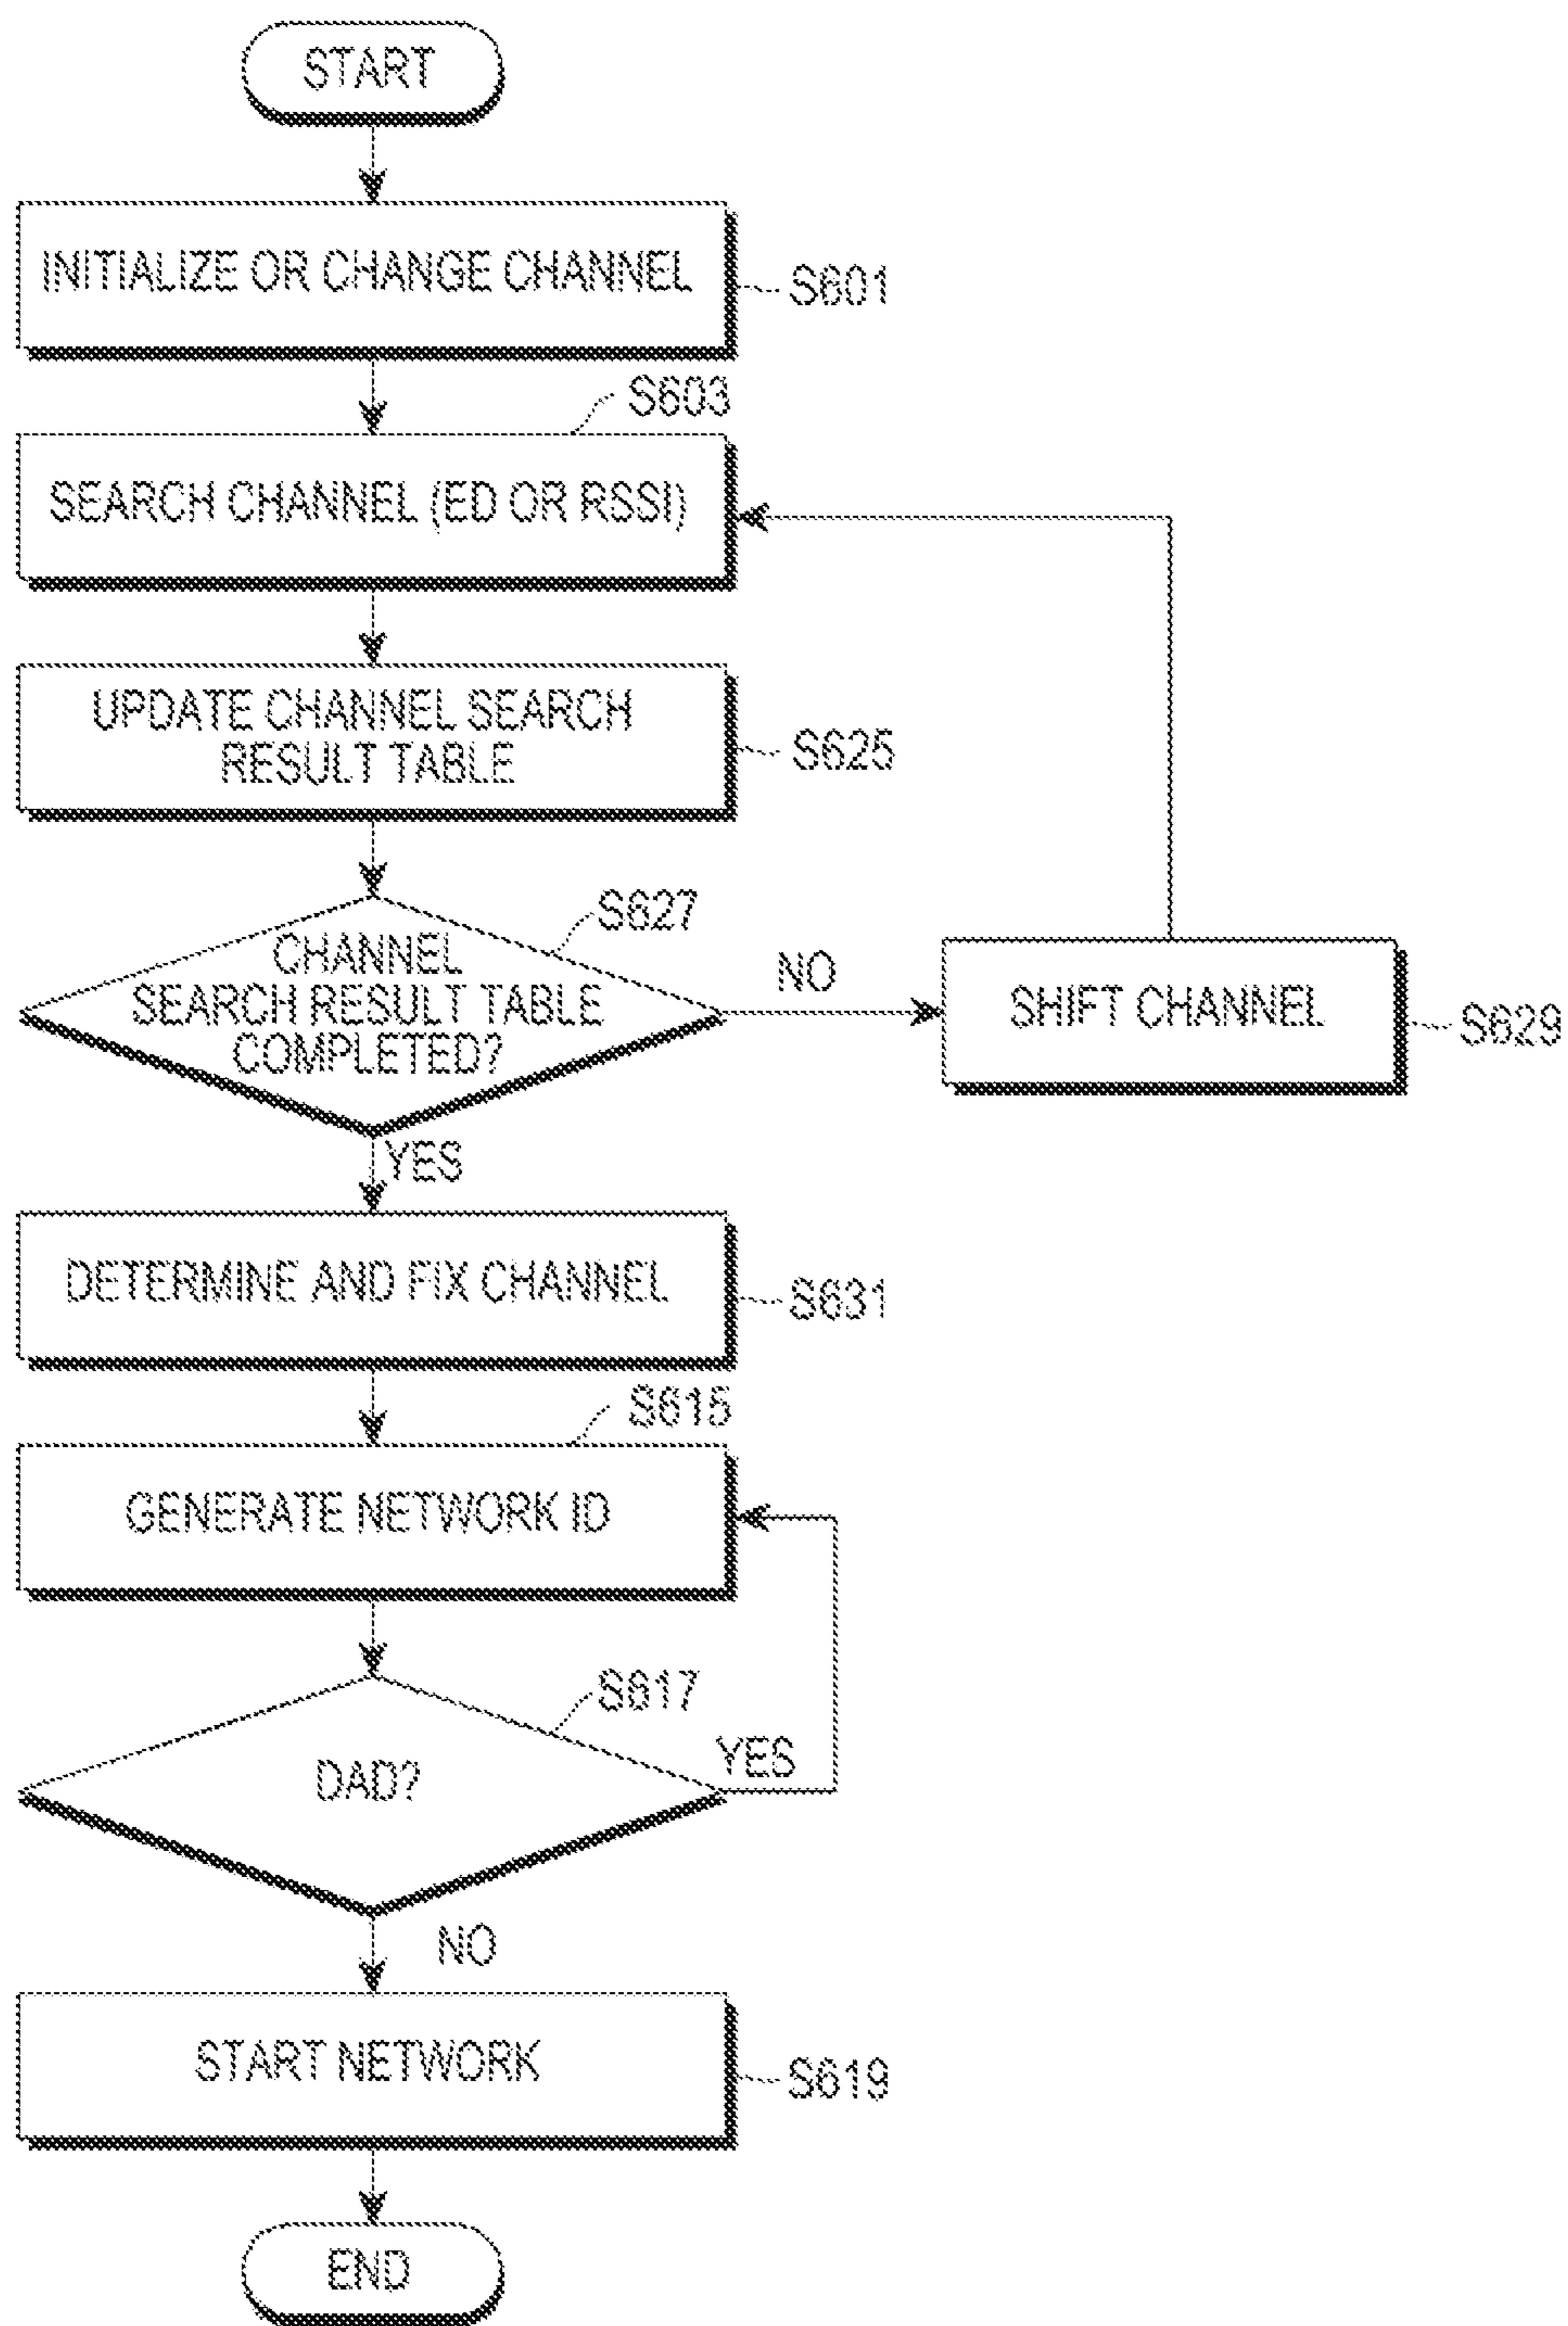 START
INITIALIZE OR CHANGE CHANNEL
S601
S603
SEARCH CHANNEL (ED OR RSSI)
UPDATE CHANNEL SEARCH
RESULT TABLE
S625
S627
CHANNEL
SEARCH RESULT TABLE
COMPLETED?
NO
SHIFT CHANNEL
S629
YES
DETERMINE AND FIX CHANNEL
S631
S615
GENERATE NETWORK ID
S617
DAD?
YES
NO
START NETWORK
S619
END